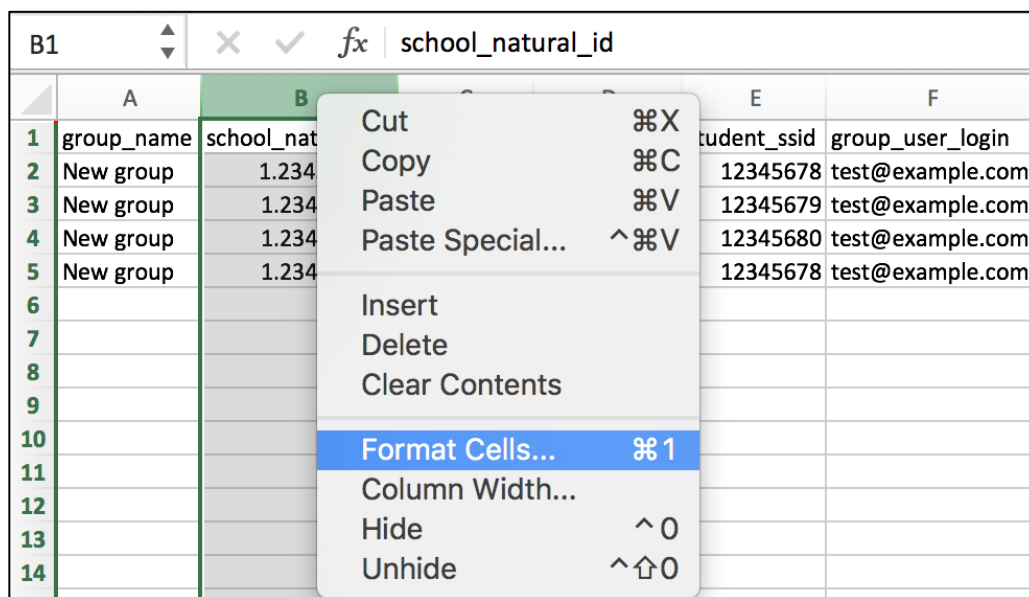 B1 fx school_natural_id
A B E F
1 group_name school_nat tudent_ssid group_user_login
2 New group 1.234 12345678 test@example.com
3 New group 1.234 12345679 test@example.com
4 New group 1.234 12345680 test@example.com
5 New group 1.234 12345678 test@example.com
6
7
8
9
10
11
12
13
14
Cut ⌘X
Copy ⌘C
Paste ⌘V
Paste Special... ^⌘V
Insert
Delete
Clear Contents
Format Cells... ⌘1
Column Width...
Hide ^0
Unhide ^⇧0